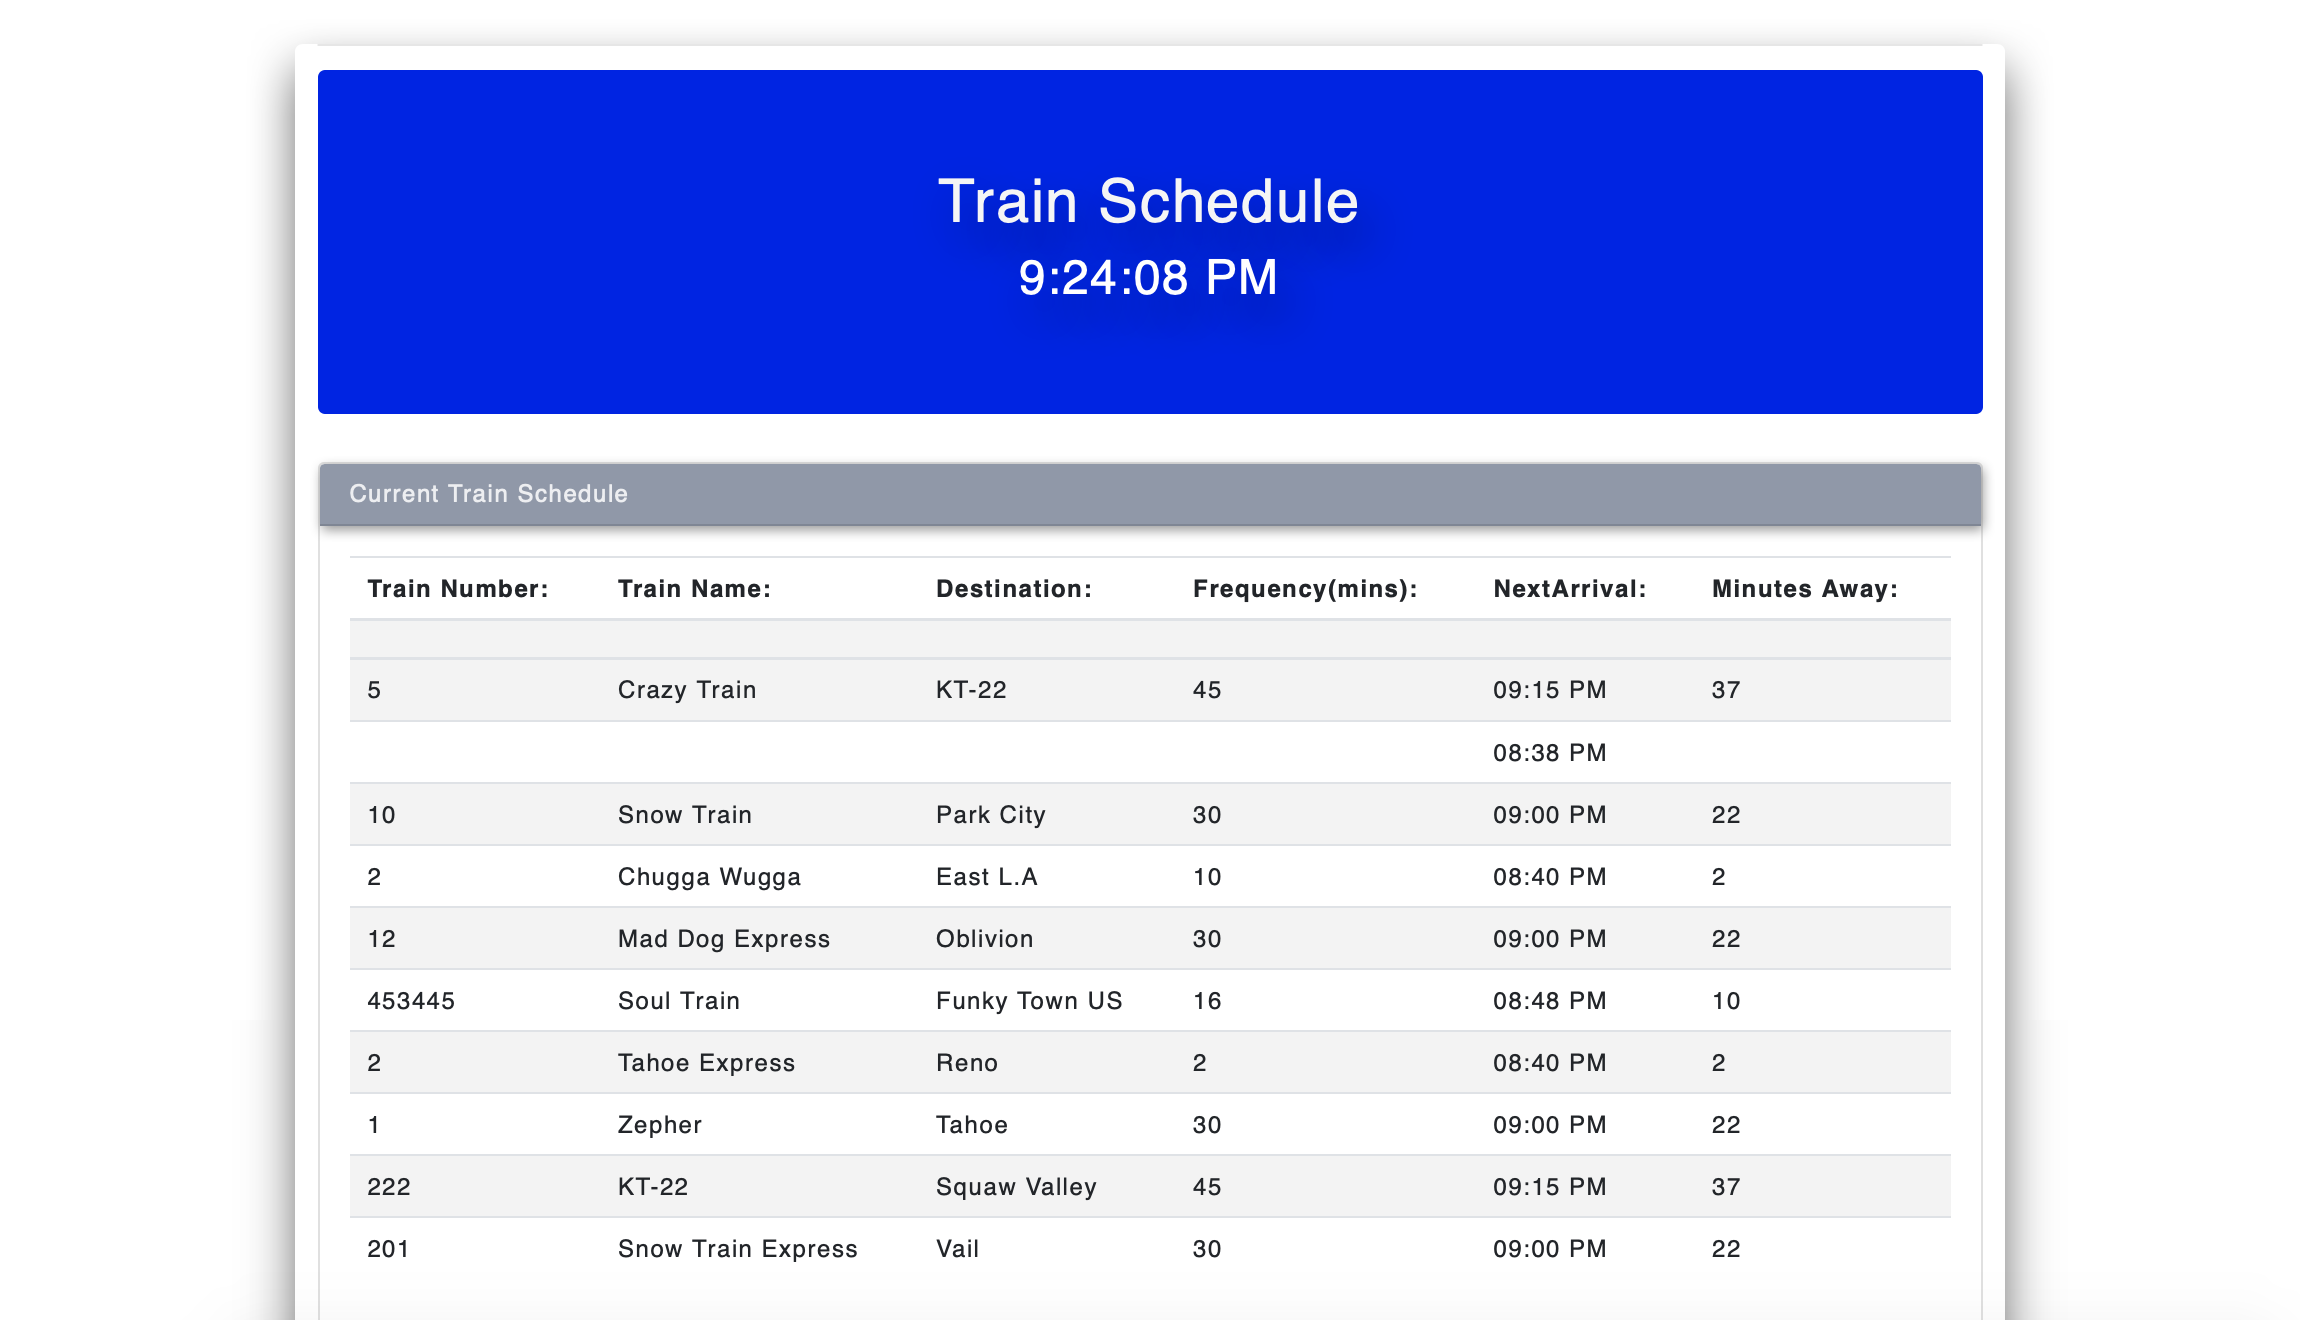 Train Schedule
9:24:08 PM
Current Train Schedule
Train Number: Train Name: Destination: Frequency(mins): NextArrival: Minutes Away:
5 Crazy Train KT-22 45 09:15 PM 37
08:38 PM
10 Snow Train Park City 30 09:00 PM 22
2 Chugga Wugga East L.A 10 08:40 PM 2
12 Mad Dog Express Oblivion 30 09:00 PM 22
453445 Soul Train Funky Town US 16 08:48 PM 10
2 Tahoe Express Reno 2 08:40 PM 2
1 Zepher Tahoe 30 09:00 PM 22
222 KT-22 Squaw Valley 45 09:15 PM 37
201 Snow Train Express Vail 30 09:00 PM 22